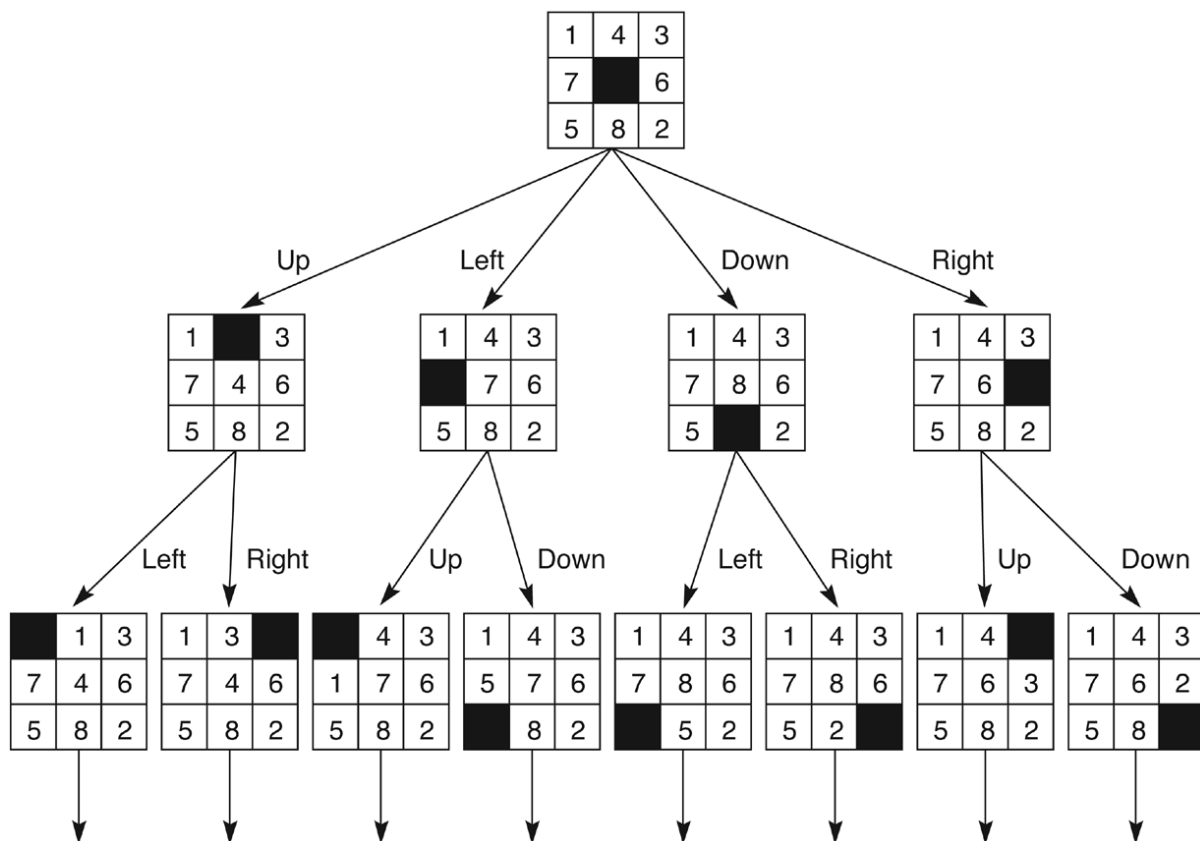 1 4 3
7 6
5 8 2
Up Left Down Right
1 3 1 4 3 1 4 3 1 4 3
7 4 6 7 6 7 8 6 7 6
5 8 2 5 8 2 5 2 5 8 2
Left Right Up Down Left Right Up Down
1 3 1 3 4 3 1 4 3 1 4 3 1 4 3 1 4 1 4 3
7 4 6 7 4 6 1 7 6 5 7 6 7 8 6 7 8 6 7 6 3 7 6 2
5 8 2 5 8 2 5 8 2 8 2 5 2 5 2 5 8 2 5 8